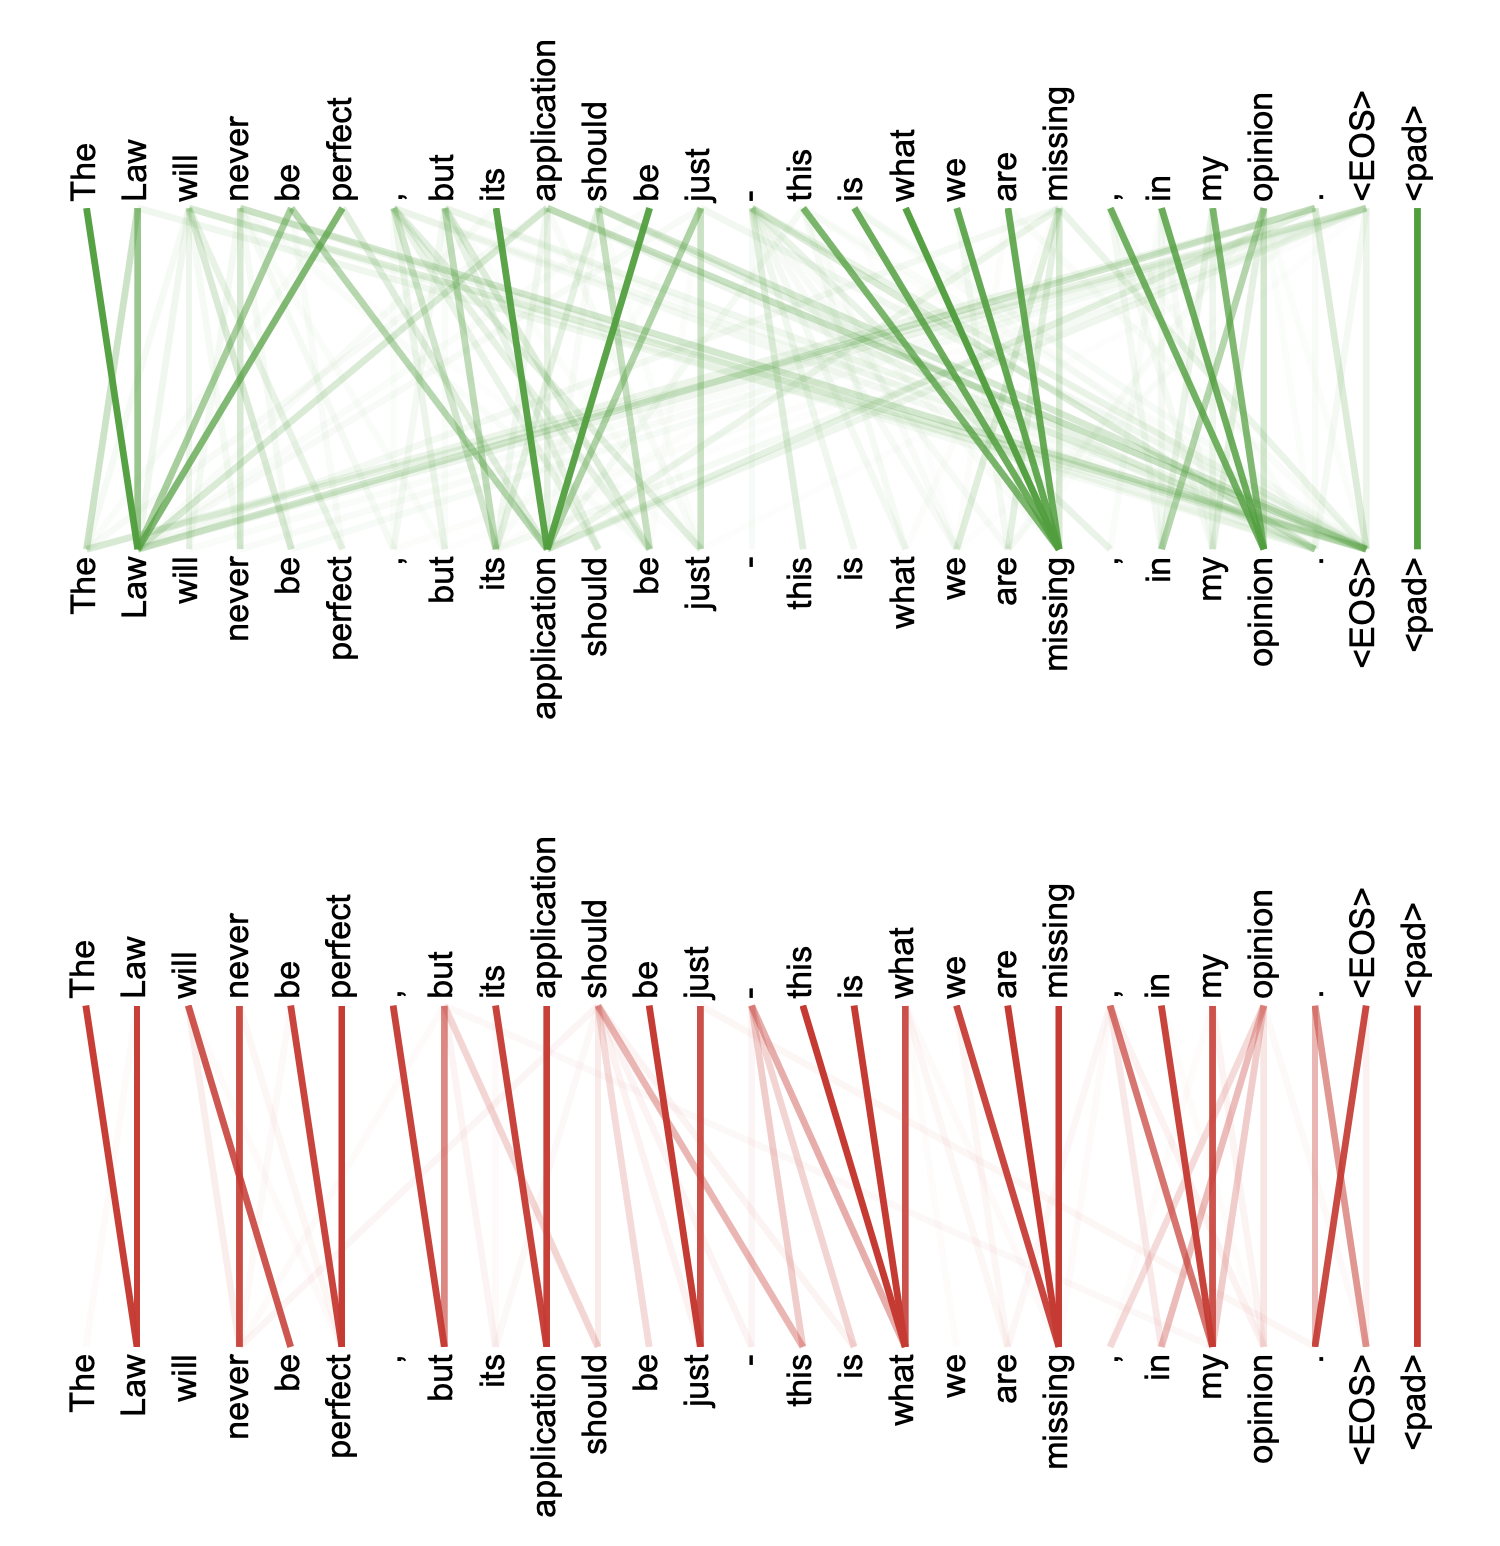 The Law will never be perfect , but its application should be just - this is what we are missing , in my opinion . <EOS> <pad>
The Law will never be perfect , but its application should be just - this is what we are missing , in my opinion . <EOS> <pad>
The Law will never be perfect , but its application should be just - this is what we are missing , in my opinion . <EOS> <pad>
The Law will never be perfect , but its application should be just - this is what we are missing , in my opinion . <EOS> <pad>